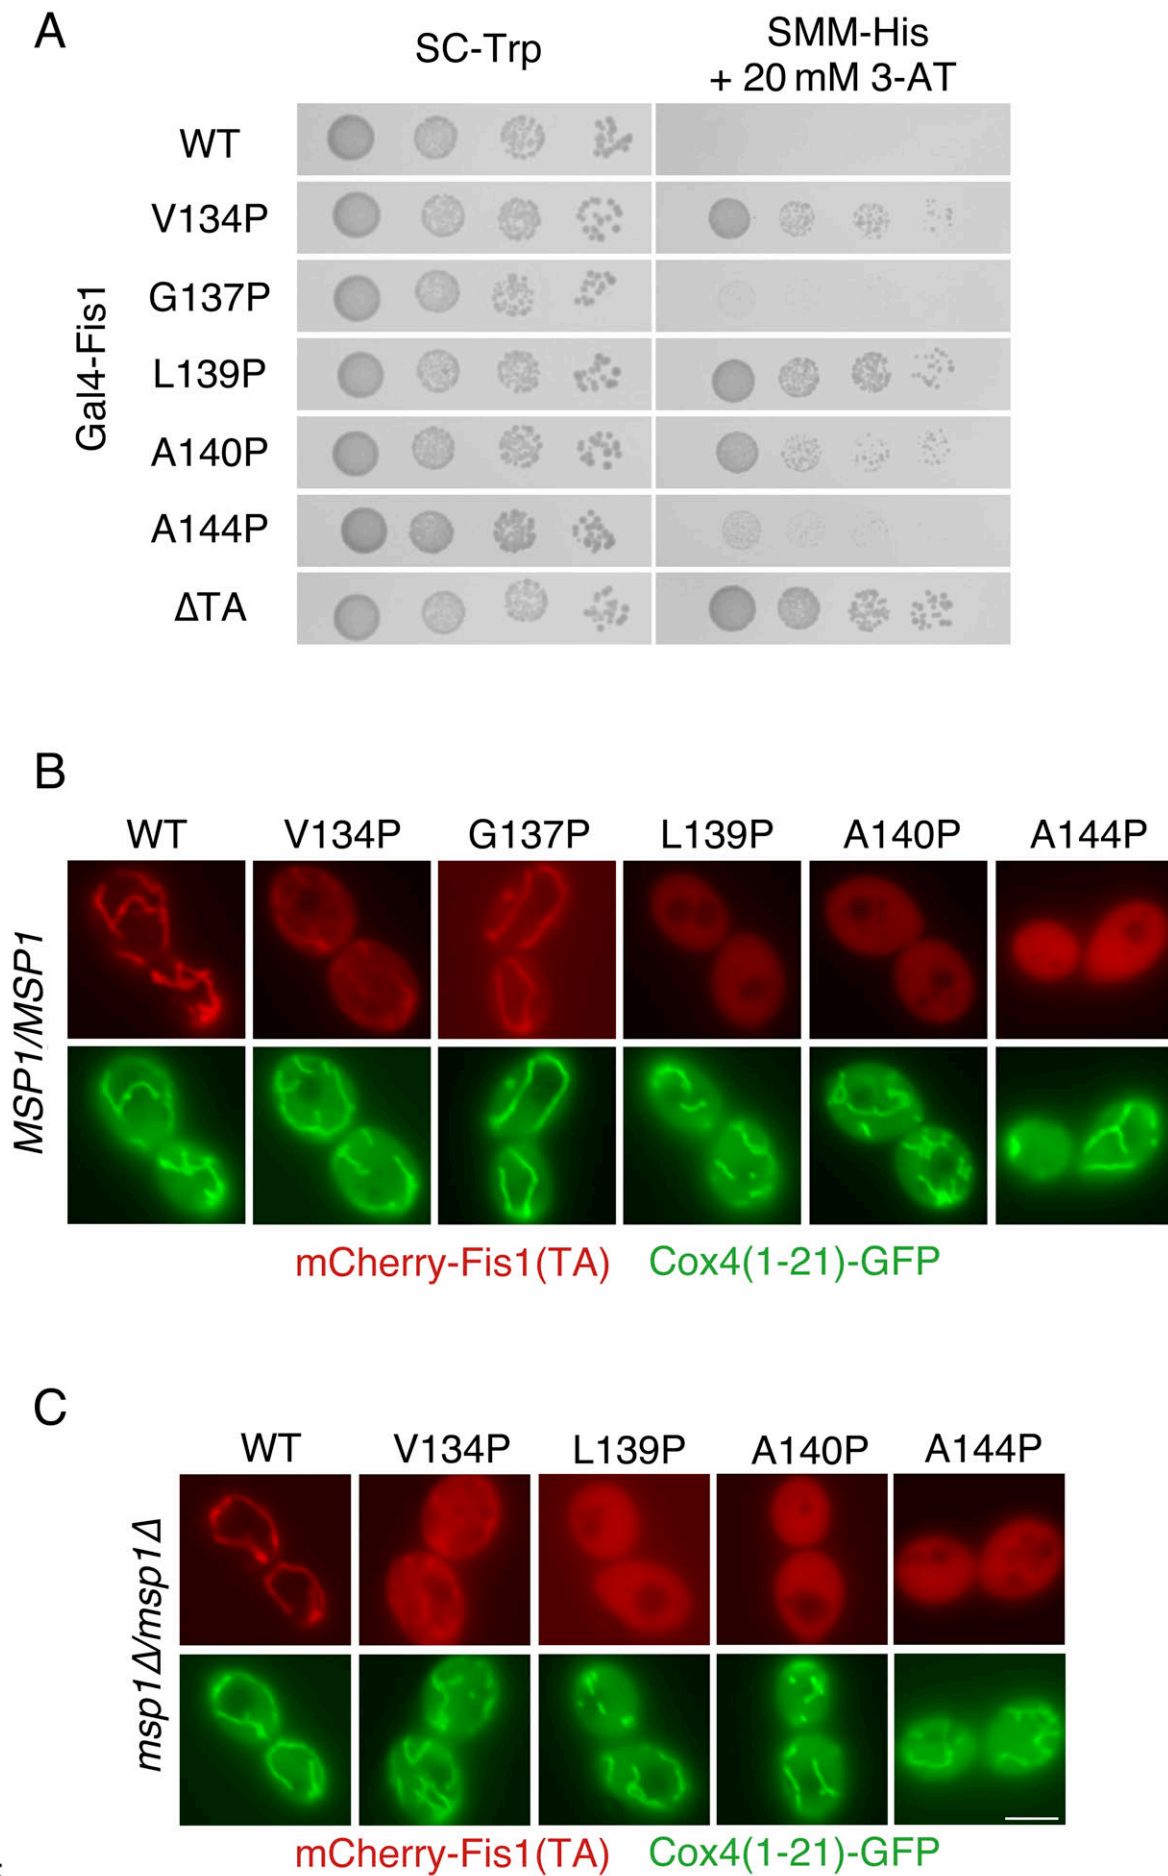 A
SC-Trp
SMM-His
+ 20 mM 3-AT
Gal4-Fis1
WT
V134P
G137P
L139P
A140P
A144P
ΔTA
B
WT V134P G137P L139P A140P A144P
MSP1/MSP1
mCherry-Fis1(TA) Cox4(1-21)-GFP
C
WT V134P L139P A140P A144P
msp1Δ/msp1Δ
mCherry-Fis1(TA) Cox4(1-21)-GFP